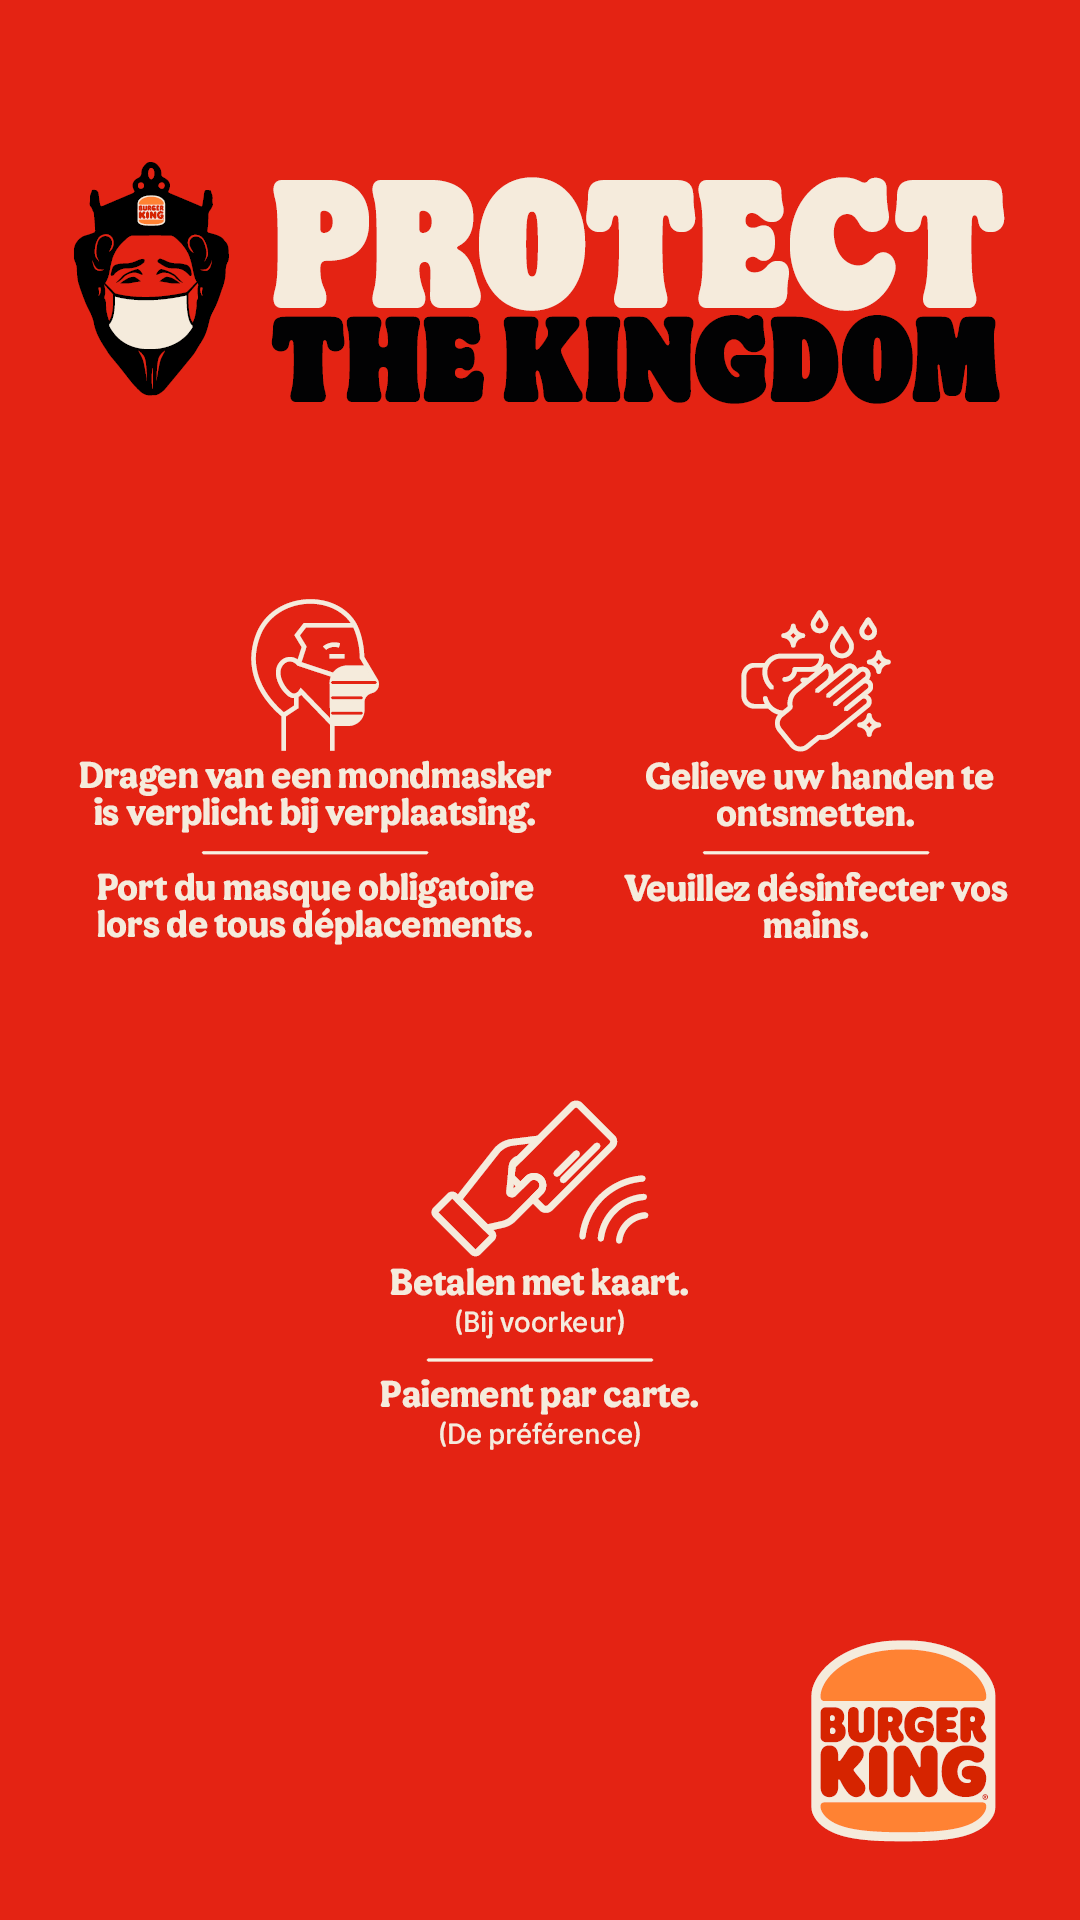 BURGER
KING
PROTECT
THE KINGDOM
Dragen van een mondmasker
is verplicht bij verplaatsing.
Port du masque obligatoire
lors de tous déplacements.
Gelieve uw handen te
ontsmetten.
Veuillez désinfecter vos
mains.
Betalen met kaart.
(Bij voorkeur)
Paiement par carte.
(De préférence)
BURGER
KING®